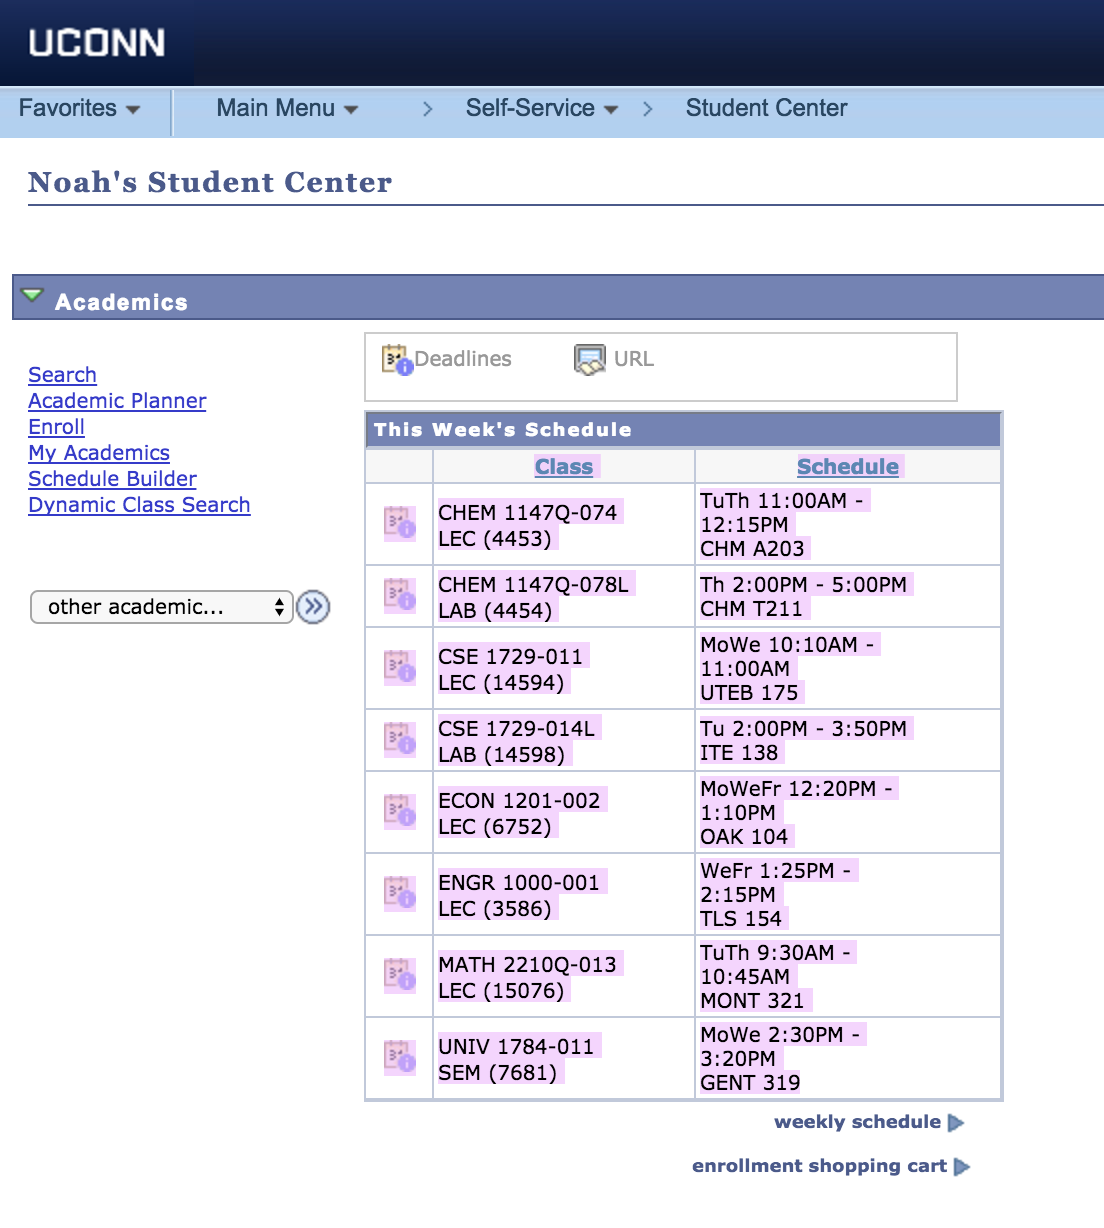 UCONN
Favorites
Main Menu
Self-Service
Student Center
Noah's Student Center
Academics
Search
Academic Planner
Enroll
My Academics
Schedule Builder
Dynamic Class Search
other academic...
Deadlines
URL
This Week's Schedule
Class
Schedule
CHEM 1147Q-074
LEC (4453)
TuTh 11:00AM -
12:15PM
CHM A203
CHEM 1147Q-078L
LAB (4454)
Th 2:00PM - 5:00PM
CHM T211
CSE 1729-011
LEC (14594)
MoWe 10:10AM -
11:00AM
UTEB 175
CSE 1729-014L
LAB (14598)
Tu 2:00PM - 3:50PM
ITE 138
ECON 1201-002
LEC (6752)
MoWeFr 12:20PM -
1:10PM
OAK 104
ENGR 1000-001
LEC (3586)
WeFr 1:25PM -
2:15PM
TLS 154
MATH 2210Q-013
LEC (15076)
TuTh 9:30AM -
10:45AM
MONT 321
UNIV 1784-011
SEM (7681)
MoWe 2:30PM -
3:20PM
GENT 319
weekly schedule
enrollment shopping cart